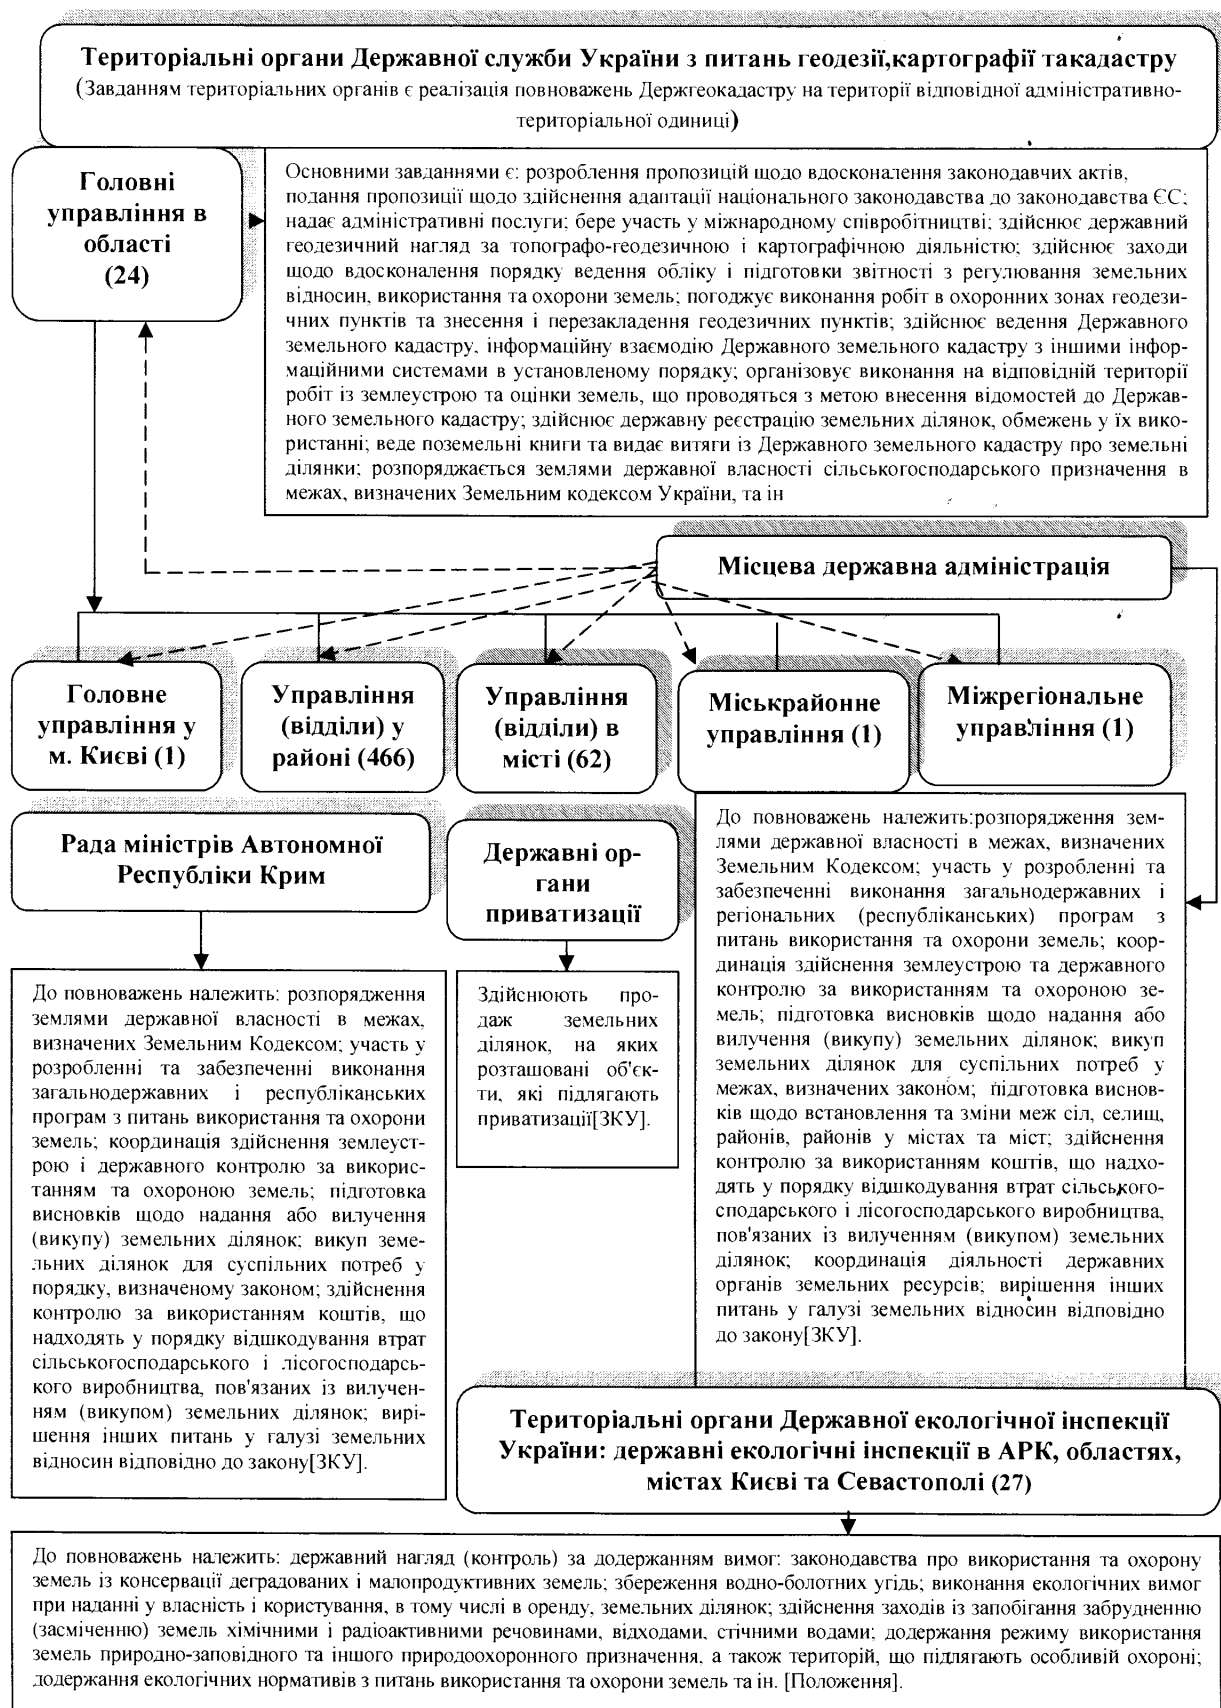 Територіальні органи Державної служби України з питань геодезії,картографії такадастру
(Завданням територіальних органів є реалізація повноважень Держгеокадастру на території відповідної адміністративно-
територіальної одиниці)
Головні
управління в
області
(24)
Основними завданнями є: розроблення пропозицій щодо вдосконалення законодавчих актів,
подання пропозиції щодо здійснення адаптації національного законодавства до законодавства ЄС;
надає адміністративні послуги; бере участь у міжнародному співробітництві; здійснює державний
геодезичний нагляд за топографо-геодезичною і картографічною діяльністю; здійснює заходи
щодо вдосконалення порядку ведення обліку і підготовки звітності з регулювання земельних
відносин, використання та охорони земель; погоджує виконання робіт в охоронних зонах геодези-
чних пунктів та знесення і перезакладення геодезичних пунктів; здійснює ведення Державного
земельного кадастру, інформаційну взаємодію Державного земельного кадастру з іншими інфор-
маційними системами в установленому порядку; організовує виконання на відповідній території
робіт із землеустрою та оцінки земель, що проводяться з метою внесення відомостей до Держав-
ного земельного кадастру; здійснює державну реєстрацію земельних ділянок, обмежень у їх вико-
ристанні; веде поземельні книги та видає витяги із Державного земельного кадастру про земельні
ділянки; розпоряджається землями державної власності сільськогосподарського призначення в
межах, визначених Земельним кодексом України, та ін
Місцева державна адміністрація
Головне
управління у
м. Києві (1)
Управління
(відділи) у
районі (466)
Управління
(відділи) в
місті (62)
Міськрайонне
управління (1)
Міжрегіональне
управління (1)
Рада міністрів Автономної
Республіки Крим
Державні ор-
гани
приватизації
До повноважень належить:розпорядження зем-
лями державної власності в межах, визначених
Земельним Кодексом; участь у розробленні та
забезпеченні виконання загальнодержавних і
регіональних (республіканських) програм з
питань використання та охорони земель; коор-
динація здійснення землеустрою та державного
контролю за використанням та охороною зе-
мель; підготовка висновків щодо надання або
вилучення (викупу) земельних ділянок; викуп
земельних ділянок для суспільних потреб у
межах, визначених законом; підготовка виснов-
ків щодо встановлення та зміни меж сіл, селищ,
районів, районів у містах та міст; здійснення
контролю за використанням коштів, що надхо-
дять у порядку відшкодування втрат сільського-
сподарського і лісогосподарського виробництва,
пов'язаних із вилученням (викупом) земельних
ділянок; координація діяльності державних
органів земельних ресурсів; вирішення інших
питань у галузі земельних відносин відповідно
до закону[ЗКУ].
До повноважень належить: розпорядження
землями державної власності в межах,
визначених Земельним Кодексом; участь у
розробленні та забезпеченні виконання
загальнодержавних і республіканських
програм з питань використання та охорони
земель; координація здійснення землеуст-
рою і державного контролю за викорис-
танням та охороною земель; підготовка
висновків щодо надання або вилучення
(викупу) земельних ділянок; викуп земе-
льних ділянок для суспільних потреб у
порядку, визначеному законом; здійснення
контролю за використанням коштів, що
надходять у порядку відшкодування втрат
сільськогосподарського і лісогосподарсь-
кого виробництва, пов'язаних із вилучен-
ням (викупом) земельних ділянок; вирі-
шення інших питань у галузі земельних
відносин відповідно до закону[ЗКУ].
Здійснюють про-
даж земельних
ділянок, на яких
розташовані об'єк-
ти, які підлягають
приватизації[ЗКУ].
Територіальні органи Державної екологічної інспекції
України: державні екологічні інспекції в АРК, областях,
містах Києві та Севастополі (27)
До повноважень належить: державний нагляд (контроль) за додержанням вимог: законодавства про використання та охорону
земель із консервації деградованих і малопродуктивних земель; збереження водно-болотних угідь; виконання екологічних вимог
при наданні у власність і користування, в тому числі в оренду, земельних ділянок; здійснення заходів із запобігання забрудненню
(засміченню) земель хімічними і радіоактивними речовинами, відходами, стічними водами; додержання режиму використання
земель природно-заповідного та іншого природоохоронного призначення, а також територій, що підлягають особливій охороні;
додержання екологічних нормативів з питань використання та охорони земель та ін. [Положення].